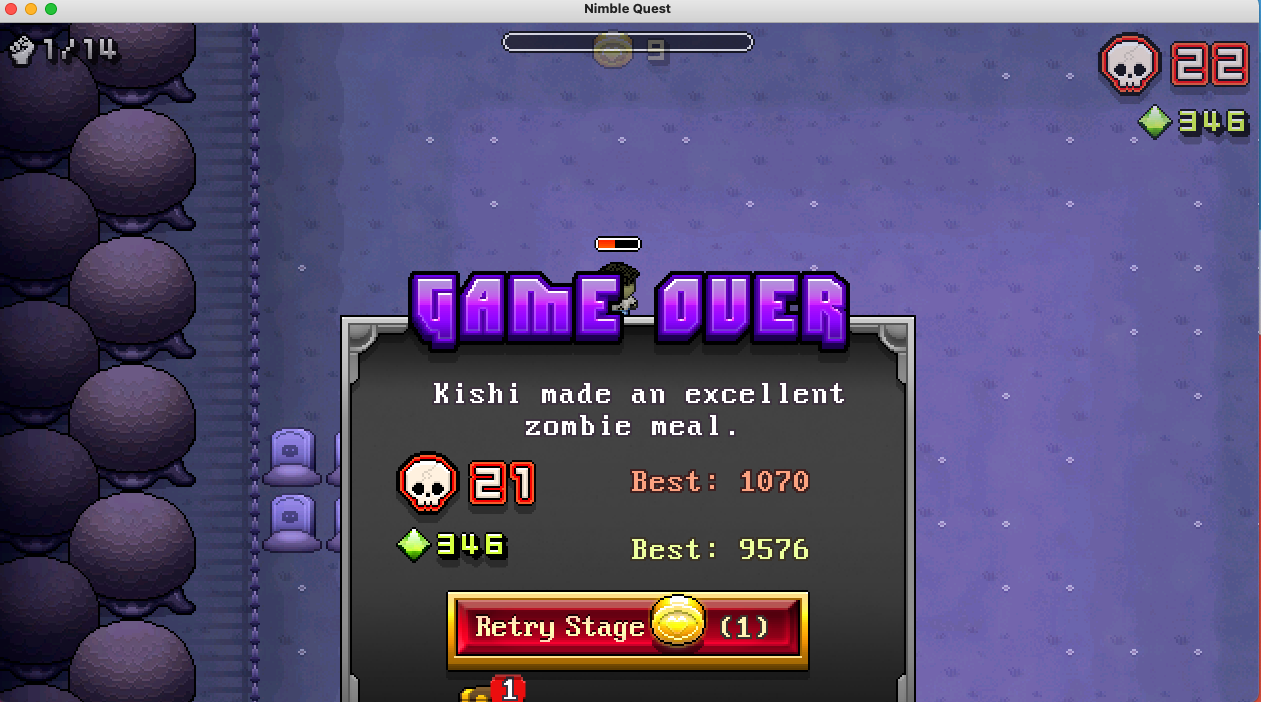 Nimble Quest
1/14
9
22
346
GAME OVER
Kishi made an excellent
zombie meal.
21
Best: 1070
346
Best: 9576
Retry Stage (1)
1